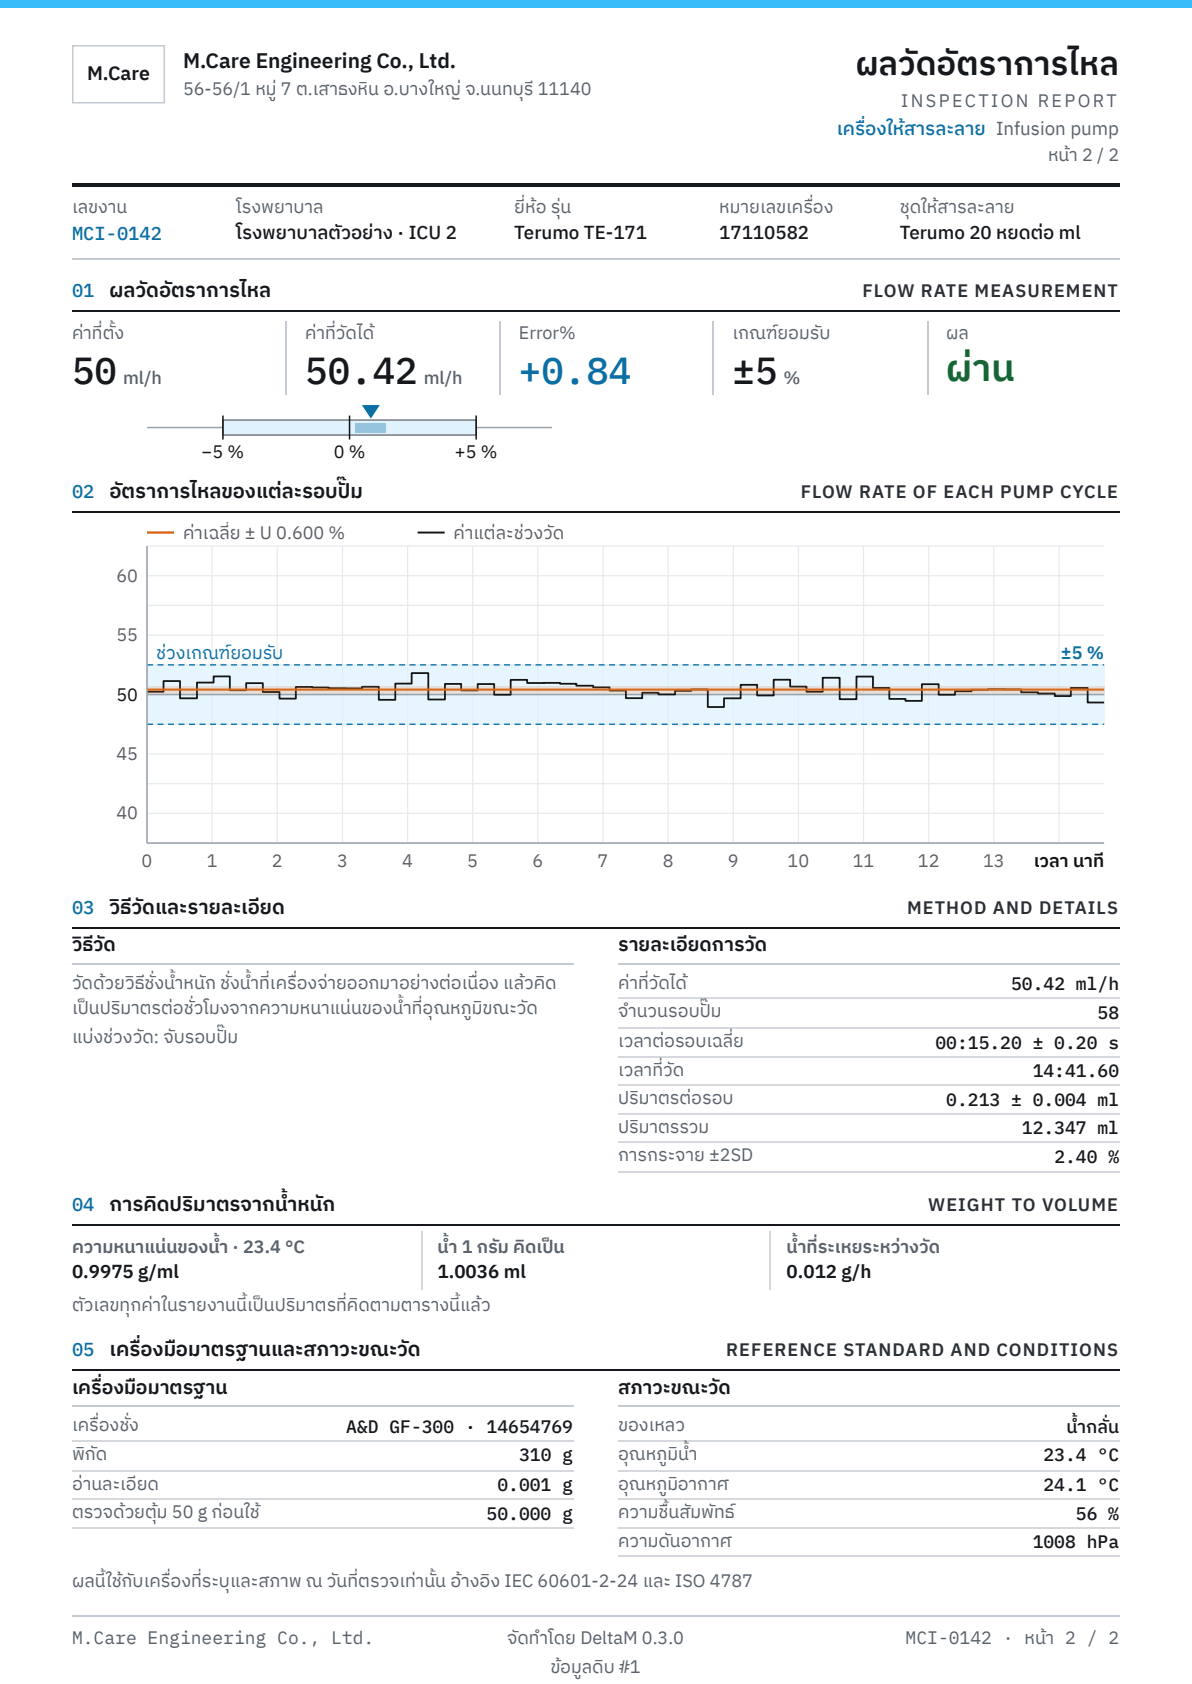 M.Care
M.Care Engineering Co., Ltd.
56-56/1 หมู่ 7 ต.เสาธงหิน อ.บางใหญ่ จ.นนทบุรี 11140
ผลวัดอัตราการไหล
INSPECTION REPORT
เครื่องให้สารละลาย Infusion pump
หน้า 2 / 2
เลขงาน โรงพยาบาล ยี่ห้อ รุ่น หมายเลขเครื่อง ชุดให้สารละลาย
MCI-0142 โรงพยาบาลตัวอย่าง · ICU 2 Terumo TE-171 17110582 Terumo 20 หยดต่อ ml
01 ผลวัดอัตราการไหล FLOW RATE MEASUREMENT
ค่าที่ตั้ง ค่าที่วัดได้ Error% เกณฑ์ยอมรับ ผล
50 ml/h 50.42 ml/h +0.84 ±5 % ผ่าน
−5 % 0 % +5 %
02 อัตราการไหลของแต่ละรอบปั๊ม FLOW RATE OF EACH PUMP CYCLE
ค่าเฉลี่ย ± U 0.600 % ค่าแต่ละช่วงวัด
60
55
ช่วงเกณฑ์ยอมรับ ±5 %
50
45
40
0 1 2 3 4 5 6 7 8 9 10 11 12 13 เวลา นาที
03 วิธีวัดและรายละเอียด METHOD AND DETAILS
วิธีวัด
วัดด้วยวิธีชั่งน้ำหนัก ชั่งน้ำที่เครื่องจ่ายออกมาอย่างต่อเนื่อง แล้วคิด
เป็นปริมาตรต่อชั่วโมงจากความหนาแน่นของน้ำที่อุณหภูมิขณะวัด
แบ่งช่วงวัด: จับรอบปั๊ม
รายละเอียดการวัด
ค่าที่วัดได้ 50.42 ml/h
จำนวนรอบปั๊ม 58
เวลาต่อรอบเฉลี่ย 00:15.20 ± 0.20 s
เวลาที่วัด 14:41.60
ปริมาตรต่อรอบ 0.213 ± 0.004 ml
ปริมาตรรวม 12.347 ml
การกระจาย ±2SD 2.40 %
04 การคิดปริมาตรจากน้ำหนัก WEIGHT TO VOLUME
ความหนาแน่นของน้ำ · 23.4 °C น้ำ 1 กรัม คิดเป็น น้ำที่ระเหยระหว่างวัด
0.9975 g/ml 1.0036 ml 0.012 g/h
ตัวเลขทุกค่าในรายงานนี้เป็นปริมาตรที่คิดตามตารางนี้แล้ว
05 เครื่องมือมาตรฐานและสภาวะขณะวัด REFERENCE STANDARD AND CONDITIONS
เครื่องมือมาตรฐาน
เครื่องชั่ง A&D GF-300 · 14654769
พิกัด 310 g
อ่านละเอียด 0.001 g
ตรวจด้วยตุ้ม 50 g ก่อนใช้ 50.000 g
สภาวะขณะวัด
ของเหลว น้ำกลั่น
อุณหภูมิน้ำ 23.4 °C
อุณหภูมิอากาศ 24.1 °C
ความชื้นสัมพัทธ์ 56 %
ความดันอากาศ 1008 hPa
ผลนี้ใช้กับเครื่องที่ระบุและสภาพ ณ วันที่ตรวจเท่านั้น อ้างอิง IEC 60601-2-24 และ ISO 4787
M.Care Engineering Co., Ltd. จัดทำโดย DeltaM 0.3.0 MCI-0142 · หน้า 2 / 2
ข้อมูลดิบ #1